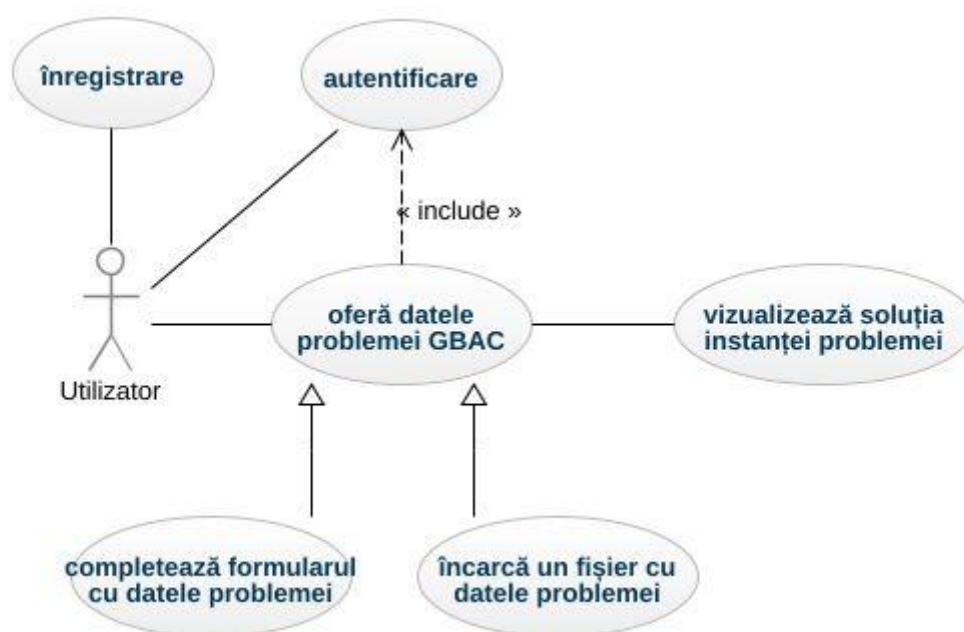 înregistrare
autentificare
« include »
oferă datele
problemei GBAC
vizualizează soluția
instanței problemei
Utilizator
completează formularul
cu datele problemei
încarcă un fișier cu
datele problemei